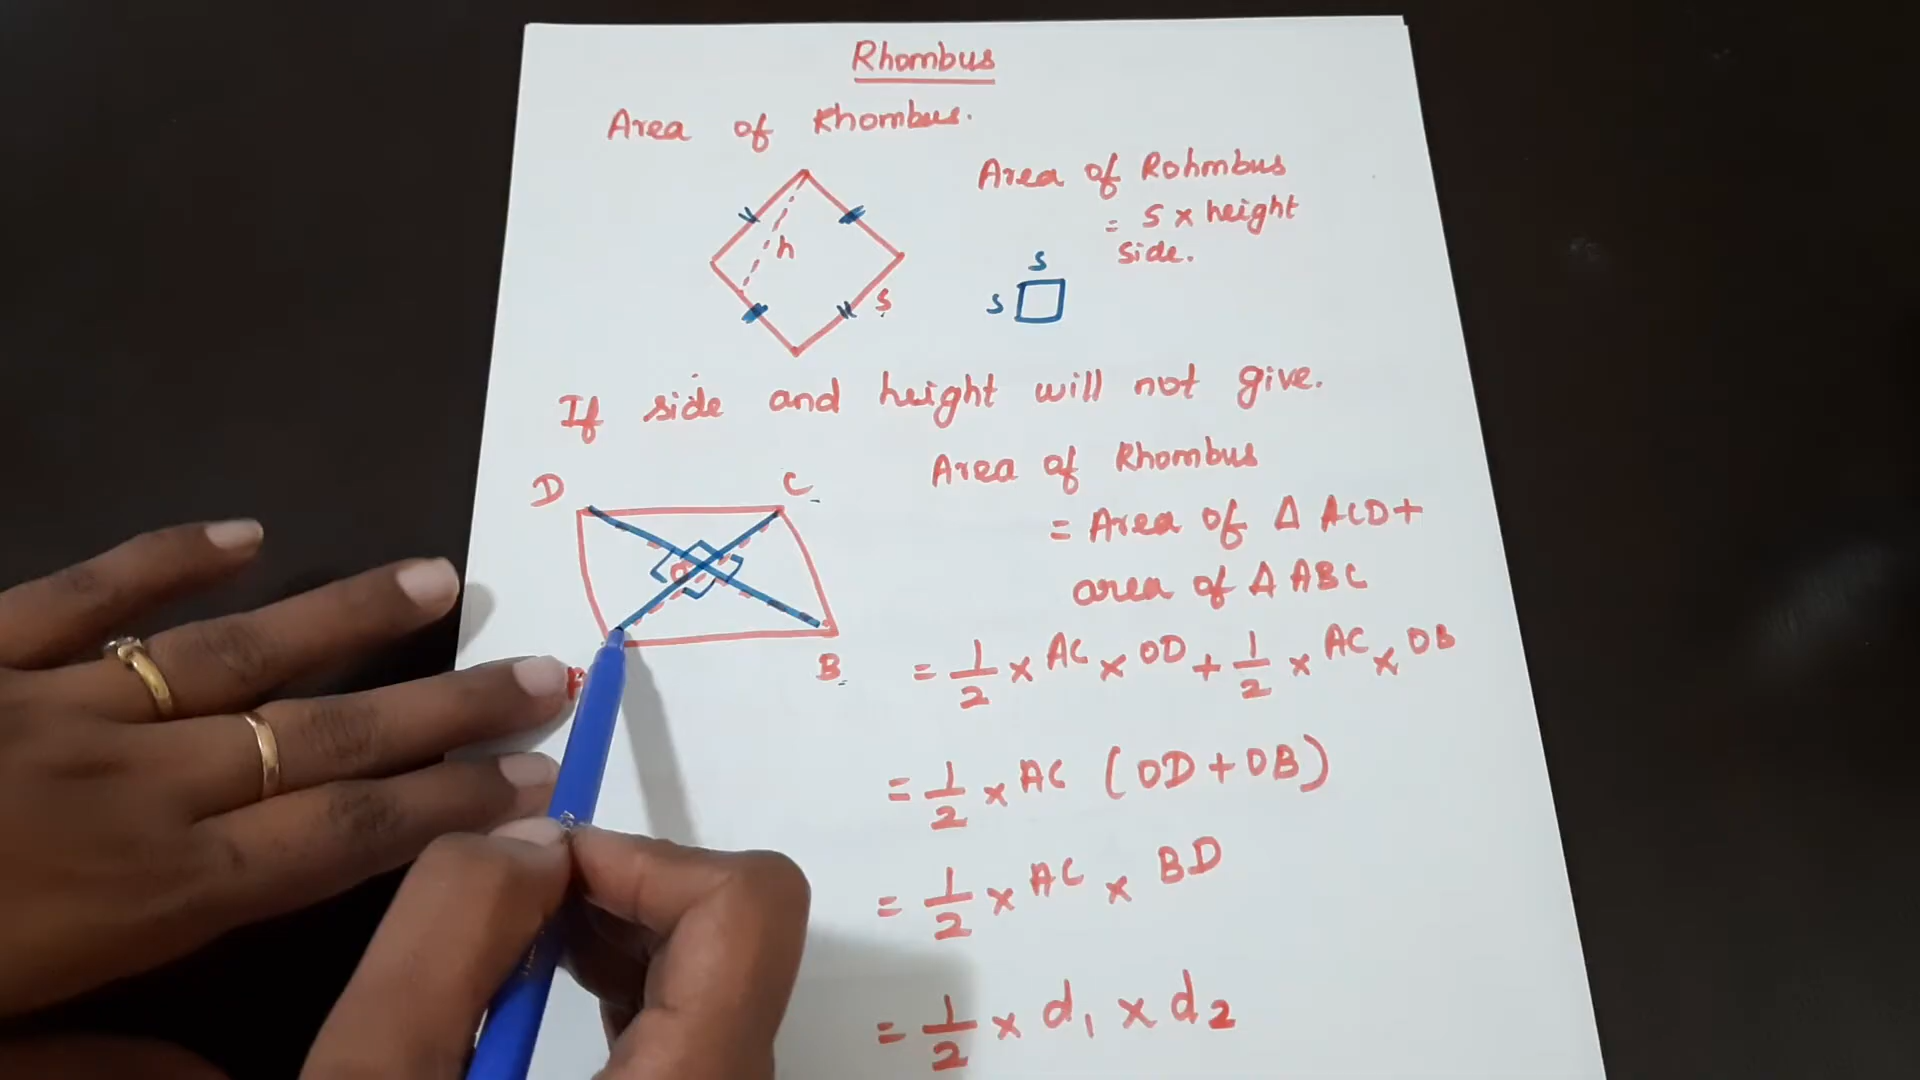 Rhombus
Area of Rhombus.
Area of Rohmbus
= s x height
side.
h
s
s
s
If side and height will not give.
D
C
O
B
Area of Rhombus
= Area of Δ ACD +
area of Δ ABC
= 1/2 x AC x OD + 1/2 x AC x OB
= 1/2 x AC (OD + OB)
= 1/2 x AC x BD
= 1/2 x d1 x d2